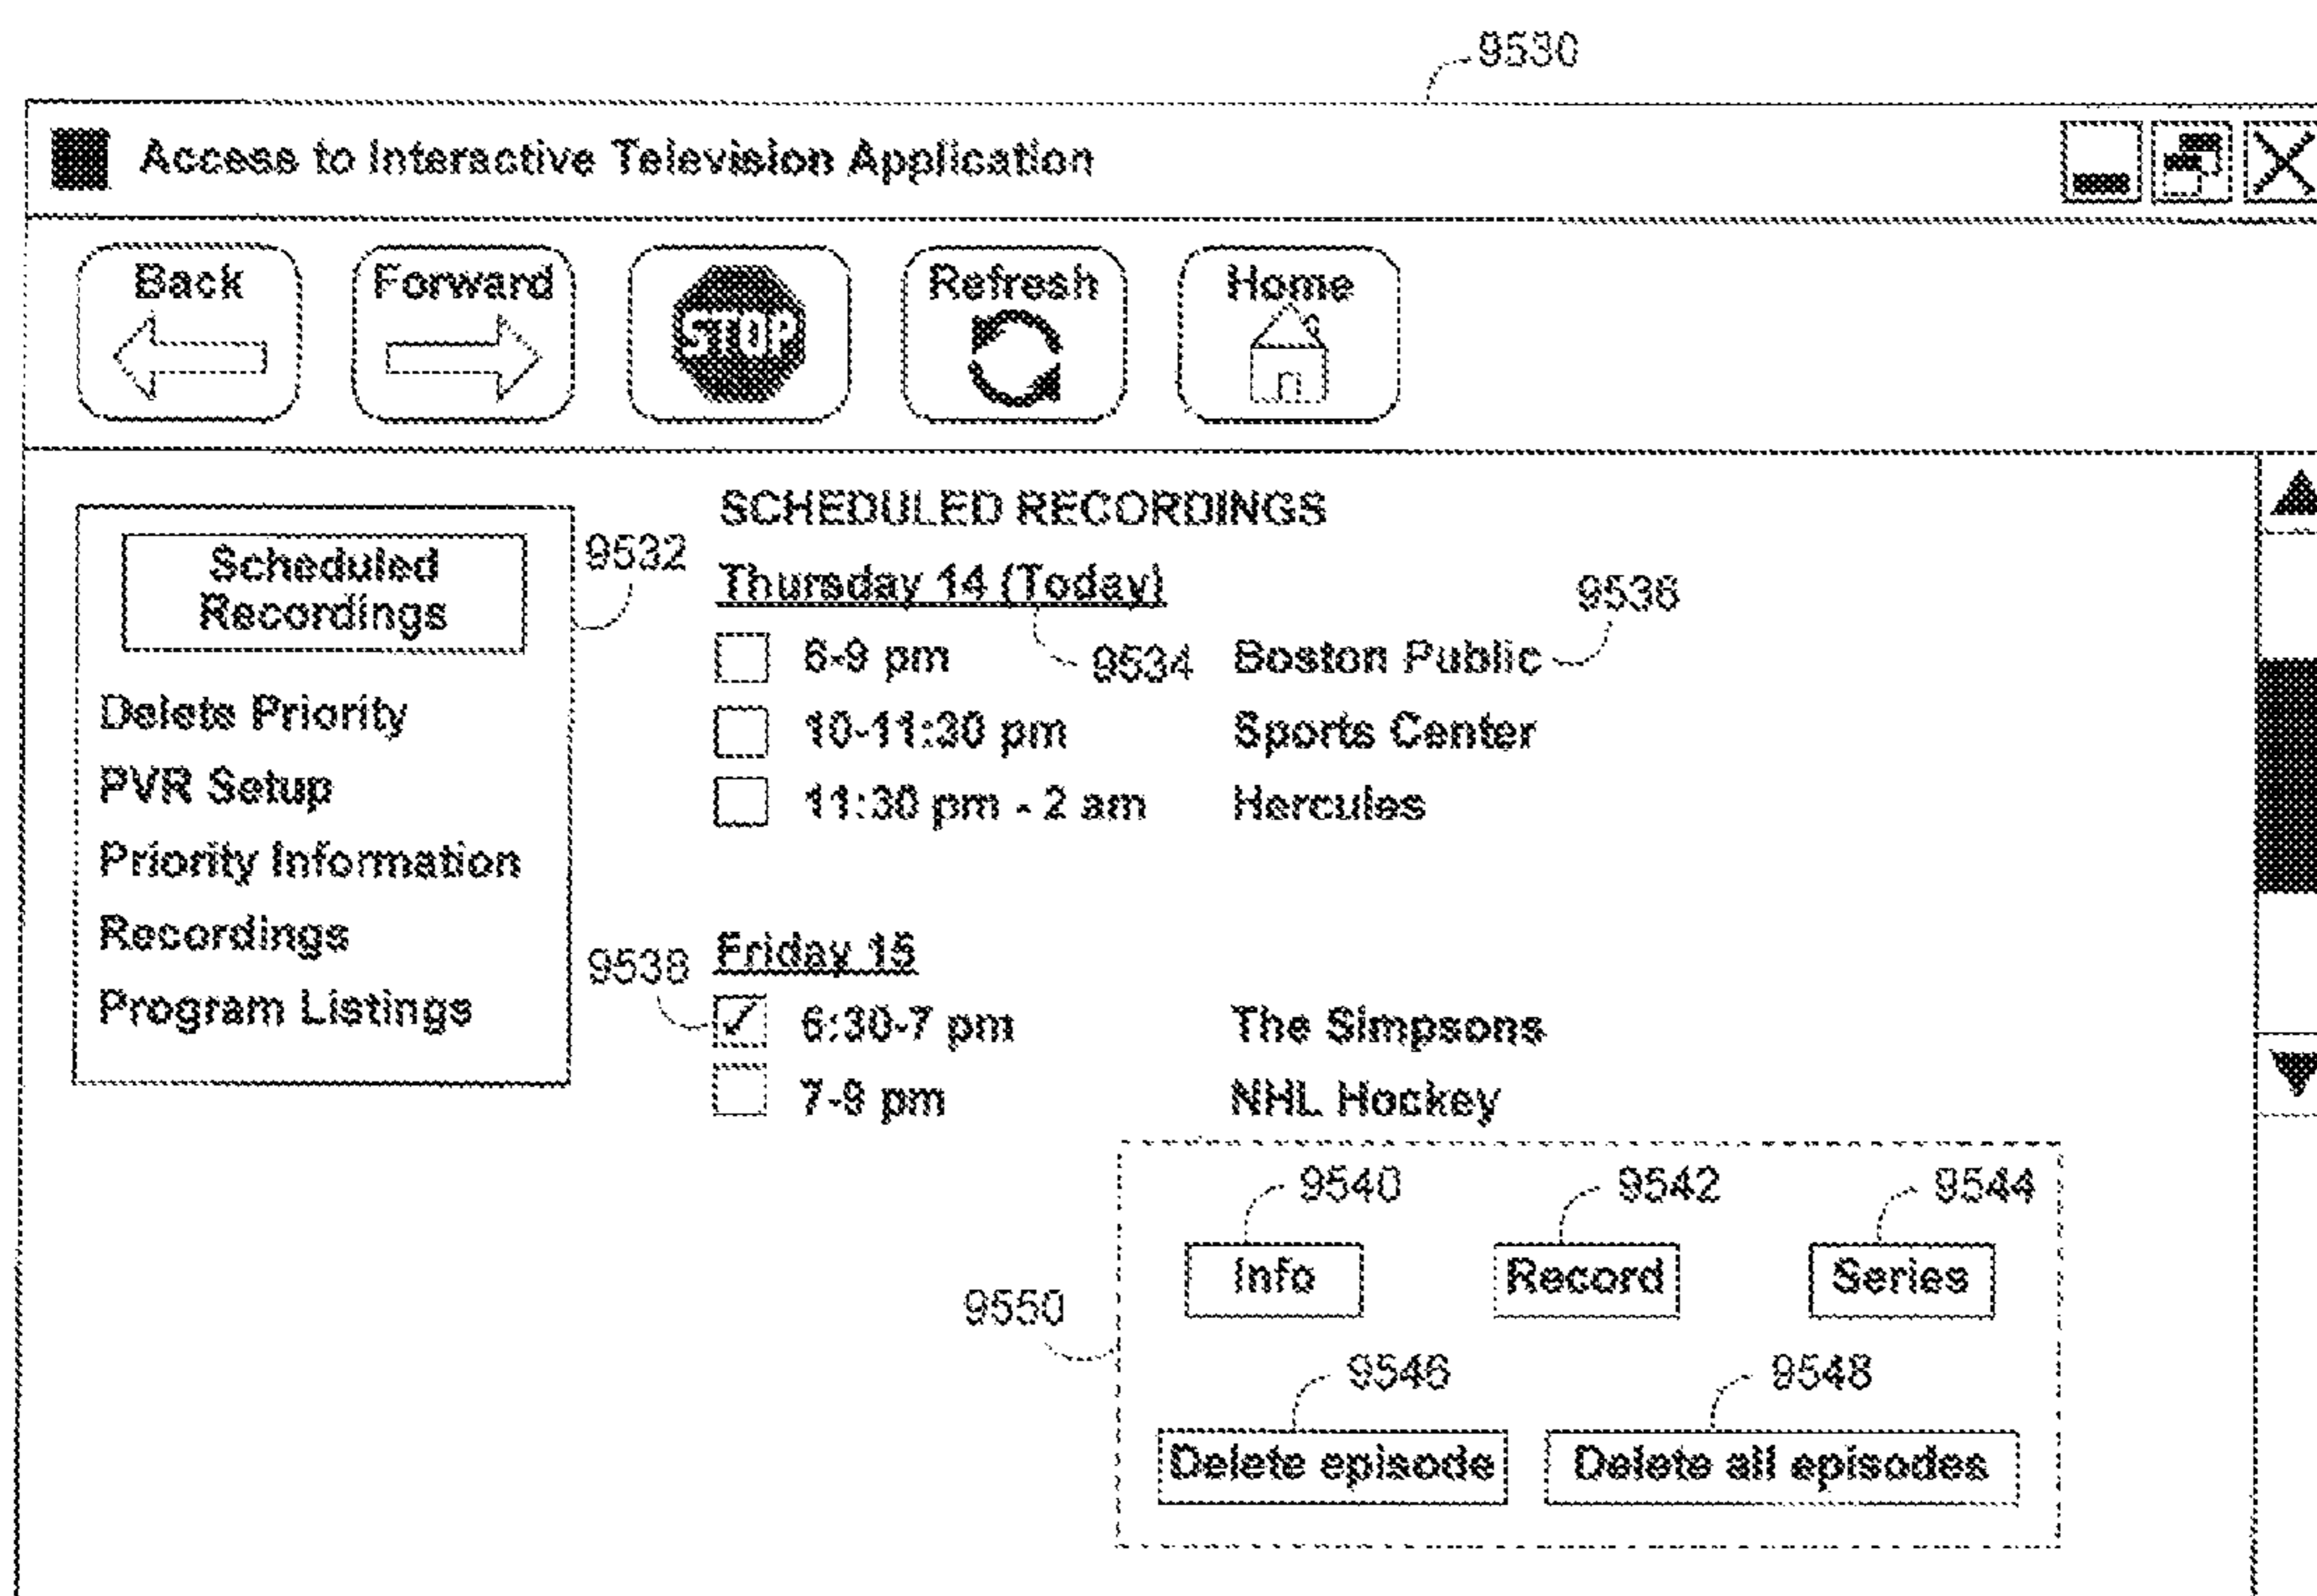 9530
Access to Interactive Television Application
Back
Forward
STOP
Refresh
Home
Scheduled
Recordings
9532
Delete Priority
PVR Setup
Priority Information
Recordings
Program Listings
SCHEDULED RECORDINGS
Thursday 14 (Today)
9534
9536
8-9 pm Boston Public
10-11:30 pm Sports Center
11:30 pm - 2 am Hercules
Friday 15
9538
6:30-7 pm The Simpsons
7-9 pm NHL Hockey
9540 9542 9544
Info Record Series
9550
9546 9548
Delete episode Delete all episodes